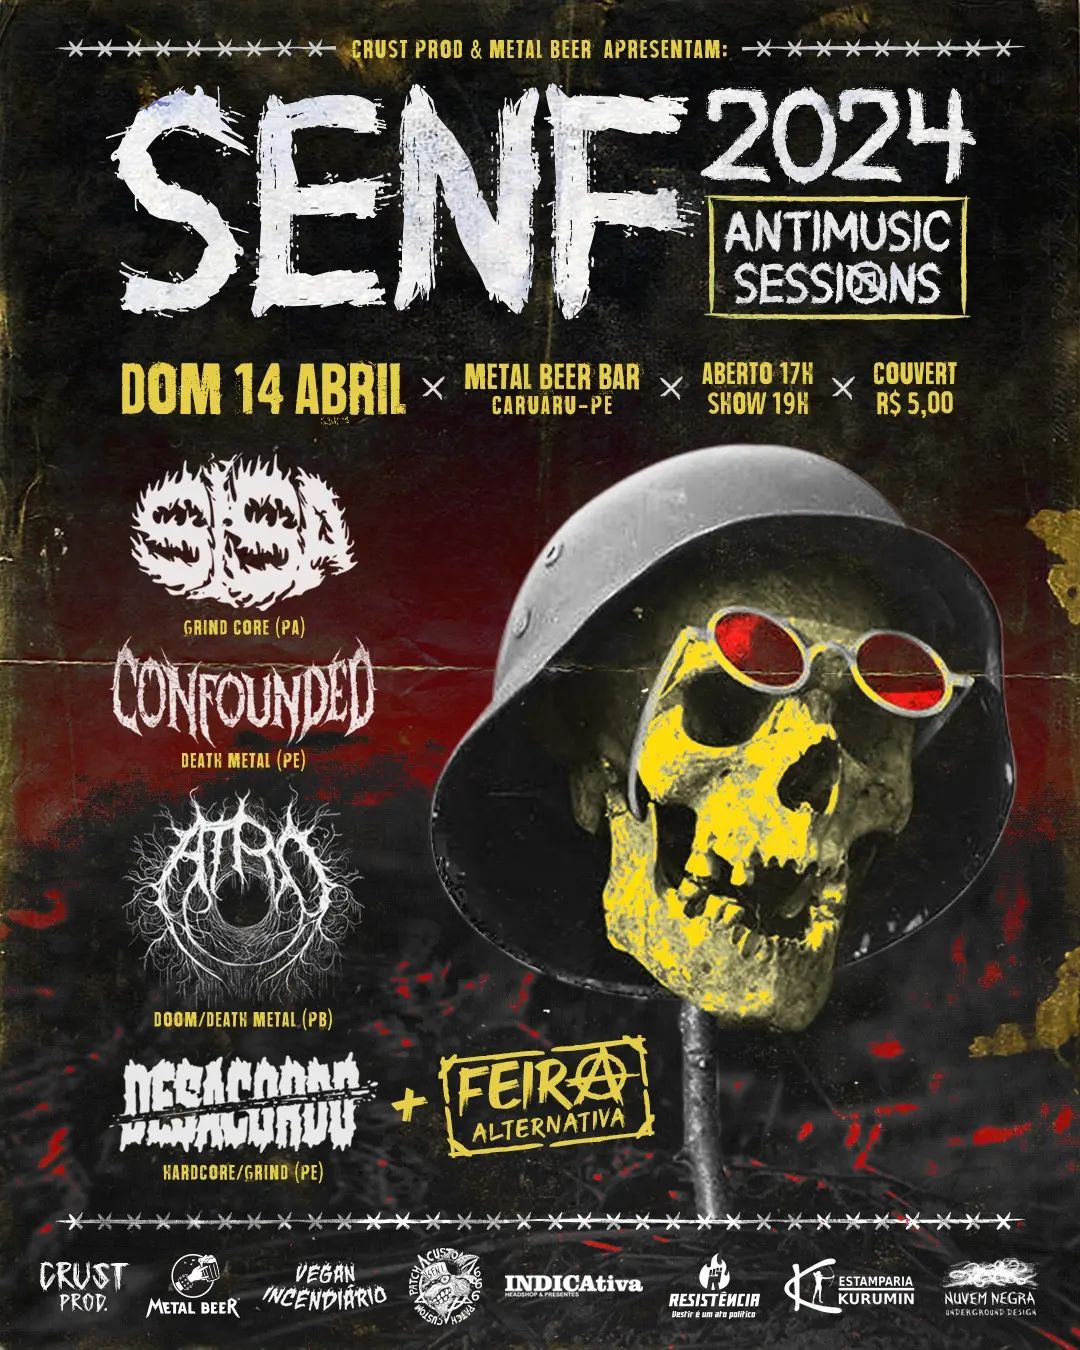 CRUST PROD & METAL BEER APRESENTAM:
SENF 2024
ANTIMUSIC
SESSIONS
DOM 14 ABRIL
METAL BEER BAR
CARUARU-PE
ABERTO 17H
SHOW 19H
COUVERT
R$ 5,00
SISA
GRIND CORE (PA)
CONFOUNDED
DEATH METAL (PE)
ATRO
DOOM/DEATH METAL (PB)
DESACORDO
HARDCORE/GRIND (PE)
+ FEIRA
ALTERNATIVA
CRUST
PROD.
METAL BEER
VEGAN
INCENDIÁRIO
INDICAtiva
HEADSHOP & PRESENTES
RESISTÊNCIA
Vestir é um ato político
ESTAMPARIA
KURUMIN
NUVEM NEGRA
UNDERGROUND DESIGN